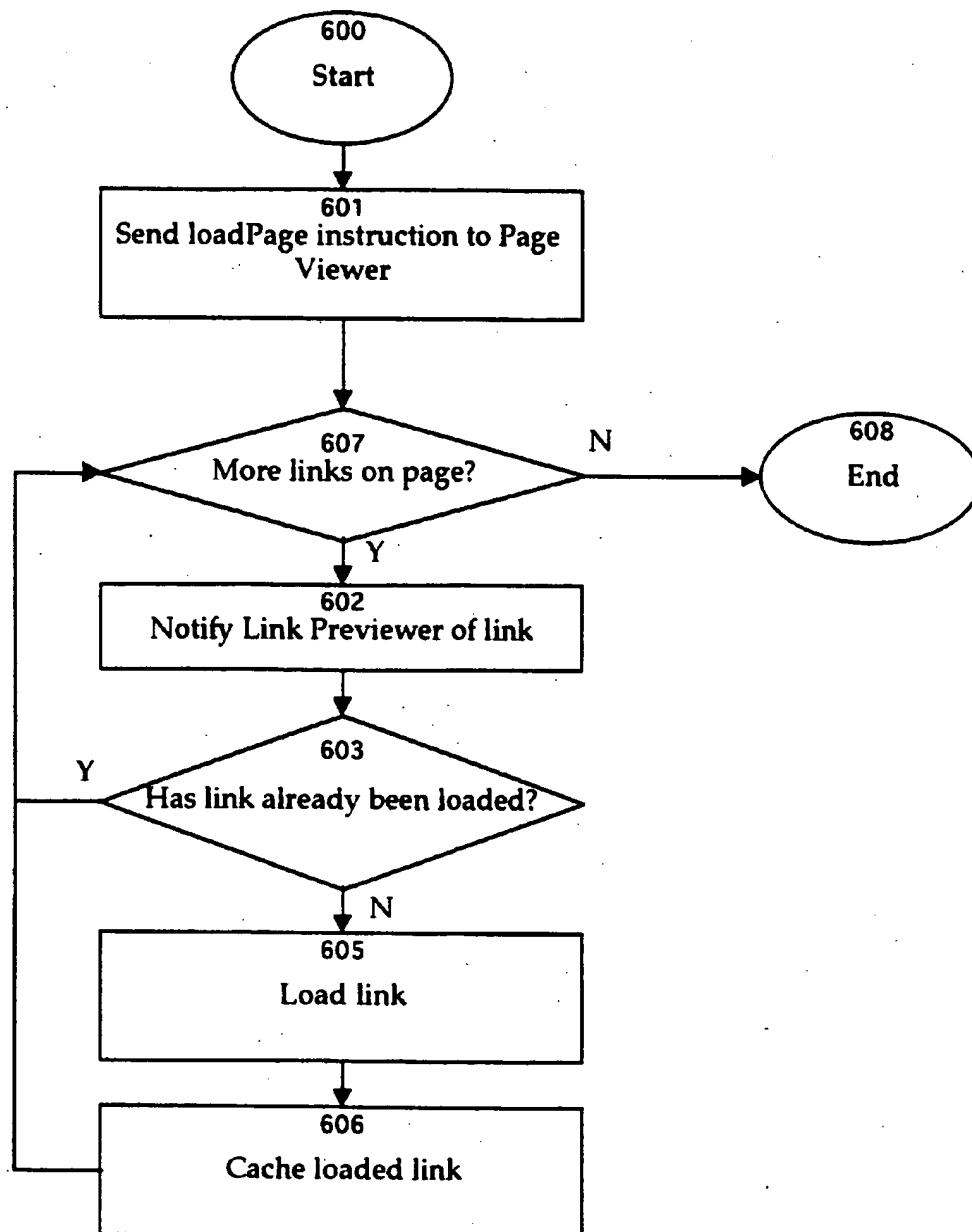 600
Start
601
Send loadPage instruction to Page
Viewer
607
More links on page?
N
608
End
Y
602
Notify Link Previewer of link
603
Y
Has link already been loaded?
N
605
Load link
606
Cache loaded link